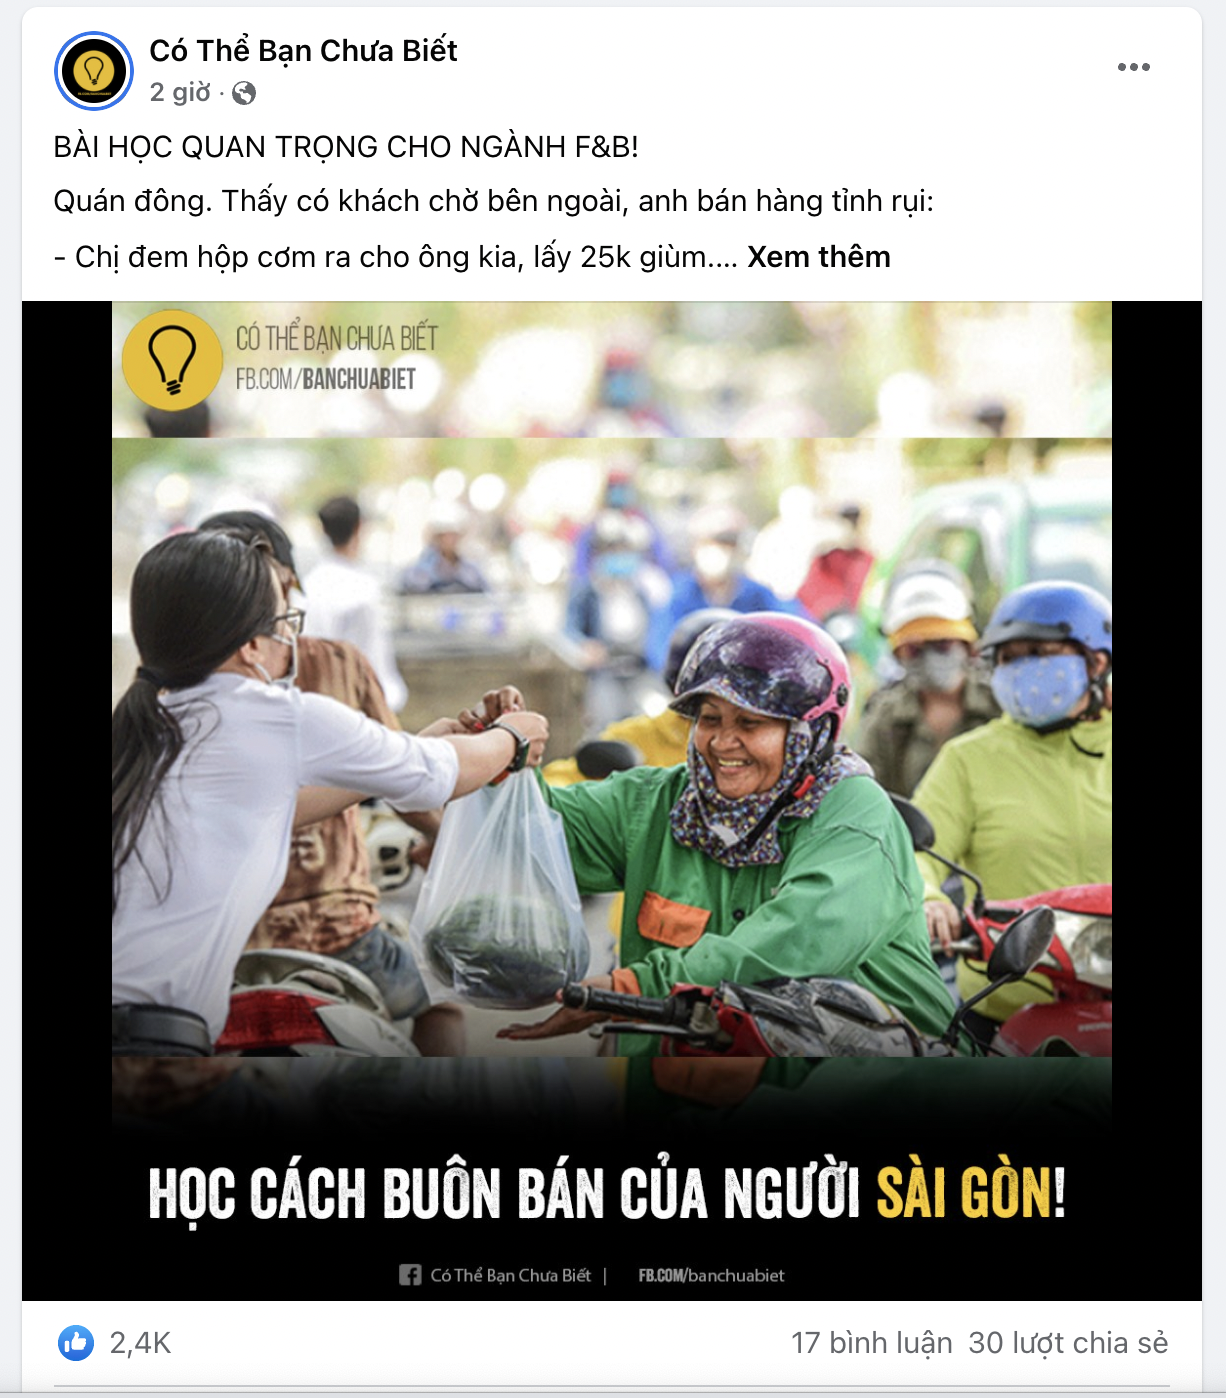 Có Thể Bạn Chưa Biết
2 giờ ·
BÀI HỌC QUAN TRỌNG CHO NGÀNH F&B!
Quán đông. Thấy có khách chờ bên ngoài, anh bán hàng tỉnh rụi:
- Chị đem hộp cơm ra cho ông kia, lấy 25k giùm.... Xem thêm
CÓ THỂ BẠN CHƯA BIẾT
FB.COM/BANCHUABIET
HỌC CÁCH BUÔN BÁN CỦA NGƯỜI SÀI GÒN!
Có Thể Bạn Chưa Biết | FB.COM/banchuabiet
2,4K
17 bình luận 30 lượt chia sẻ